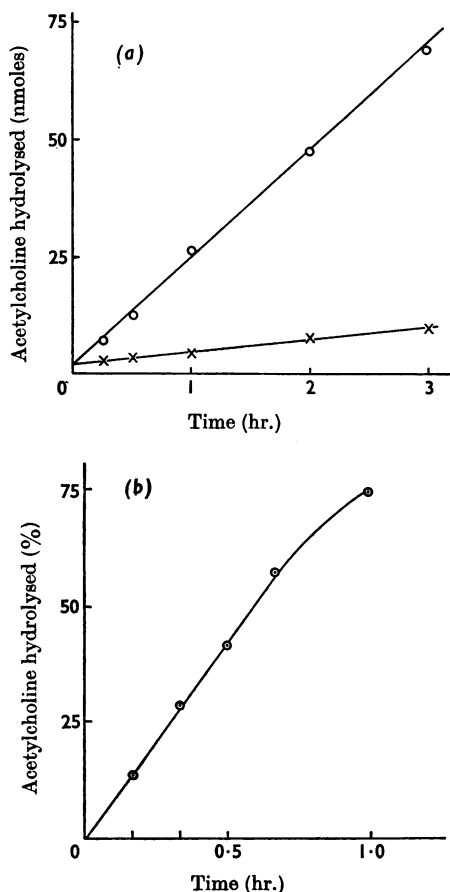 (a)
Acetylcholine hydrolysed (nmoles)
75
50
25
0
1
2
3
Time (hr.)
(b)
Acetylcholine hydrolysed (%)
75
50
25
0
0·5
1·0
Time (hr.)